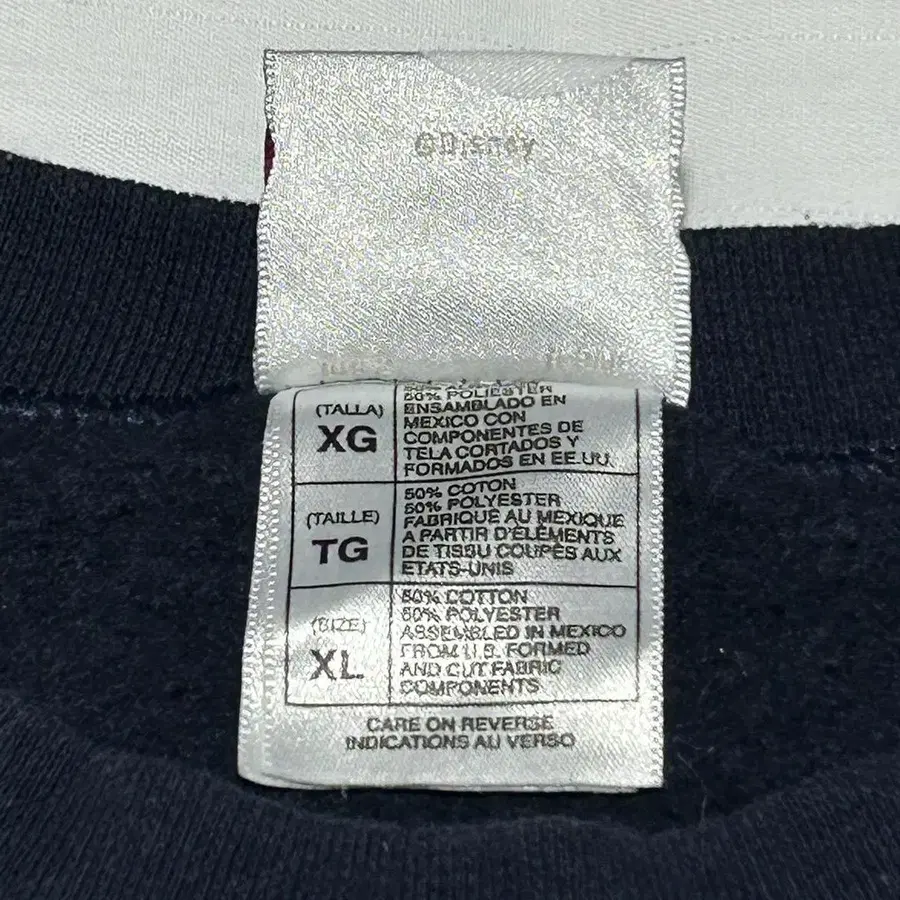 ©Disney
(TALLA)
XG
50% POLIESTER
ENSAMBLADO EN
MEXICO CON
COMPONENTES DE
TELA CORTADOS Y
FORMADOS EN EE.UU.
(TAILLE)
TG
50% COTON
50% POLYESTER
FABRIQUE AU MEXIQUE
A PARTIR D'ÉLÉMENTS
DE TISSU COUPÉS AUX
ETATS-UNIS
(SIZE)
XL
50% COTTON
50% POLYESTER
ASSEMBLED IN MEXICO
FROM U.S. FORMED
AND CUT FABRIC
COMPONENTS
CARE ON REVERSE
INDICATIONS AU VERSO